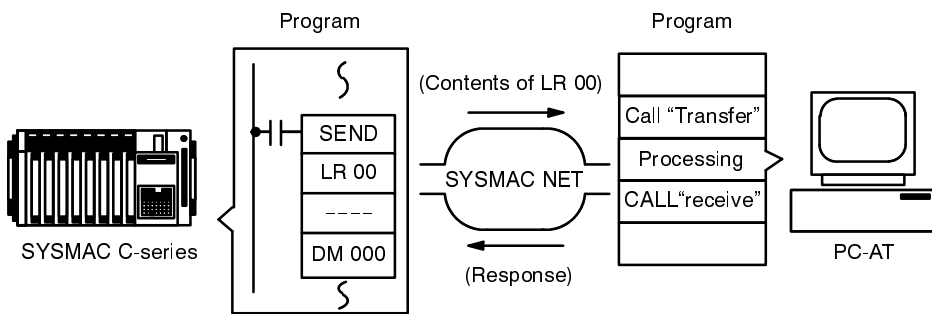 Program
Program
(Contents of LR 00)
SEND
LR 00
----
DM 000
SYSMAC NET
Call “Transfer”
Processing
CALL“receive”
SYSMAC C-series
(Response)
PC-AT